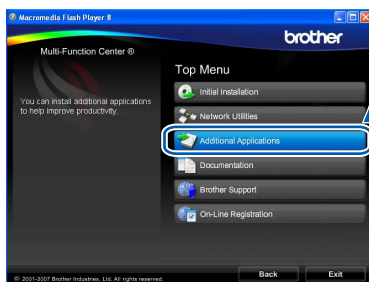 Macromedia Flash Player 8
brother
Multi-Function Center ®
You can install additional applications
to help improve productivity.
Top Menu
Initial Installation
Network Utilities
Additional Applications
Documentation
Brother Support
On-Line Registration
© 2001-2007 Brother Industries, Ltd. All rights reserved.
Back
Exit